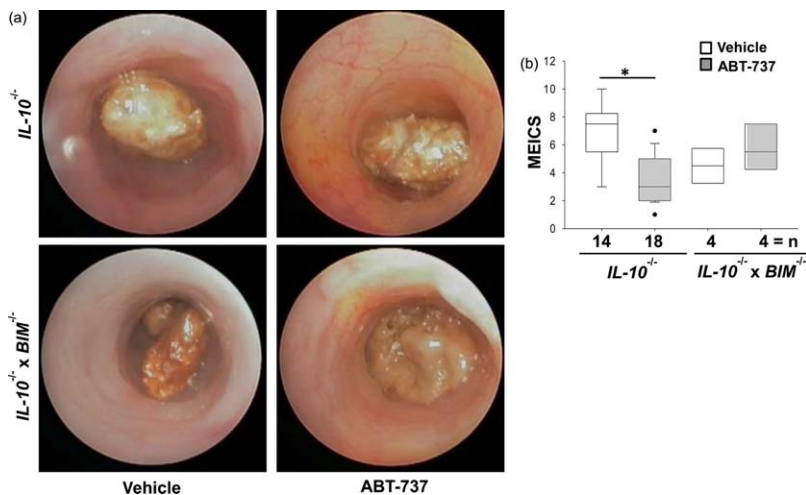 (a)
IL-10-/-
IL-10-/- x BIM-/-
Vehicle
ABT-737
(b)
Vehicle
ABT-737
*
MEICS
12
10
8
6
4
2
0
14 18 4 4 = n
IL-10-/- IL-10-/- x BIM-/-